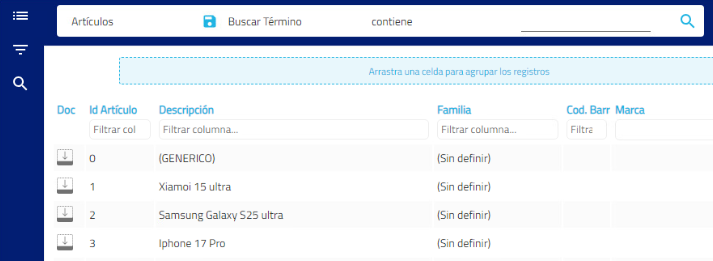 Artículos Buscar Término contiene
Arrastra una celda para agrupar los registros
Doc Id Artículo Descripción Familia Cod. Barr Marca
Filtrar col Filtrar columna... Filtrar columna... Filtra
0 (GENERICO) (Sin definir)
1 Xiamoi 15 ultra (Sin definir)
2 Samsung Galaxy S25 ultra (Sin definir)
3 Iphone 17 Pro (Sin definir)